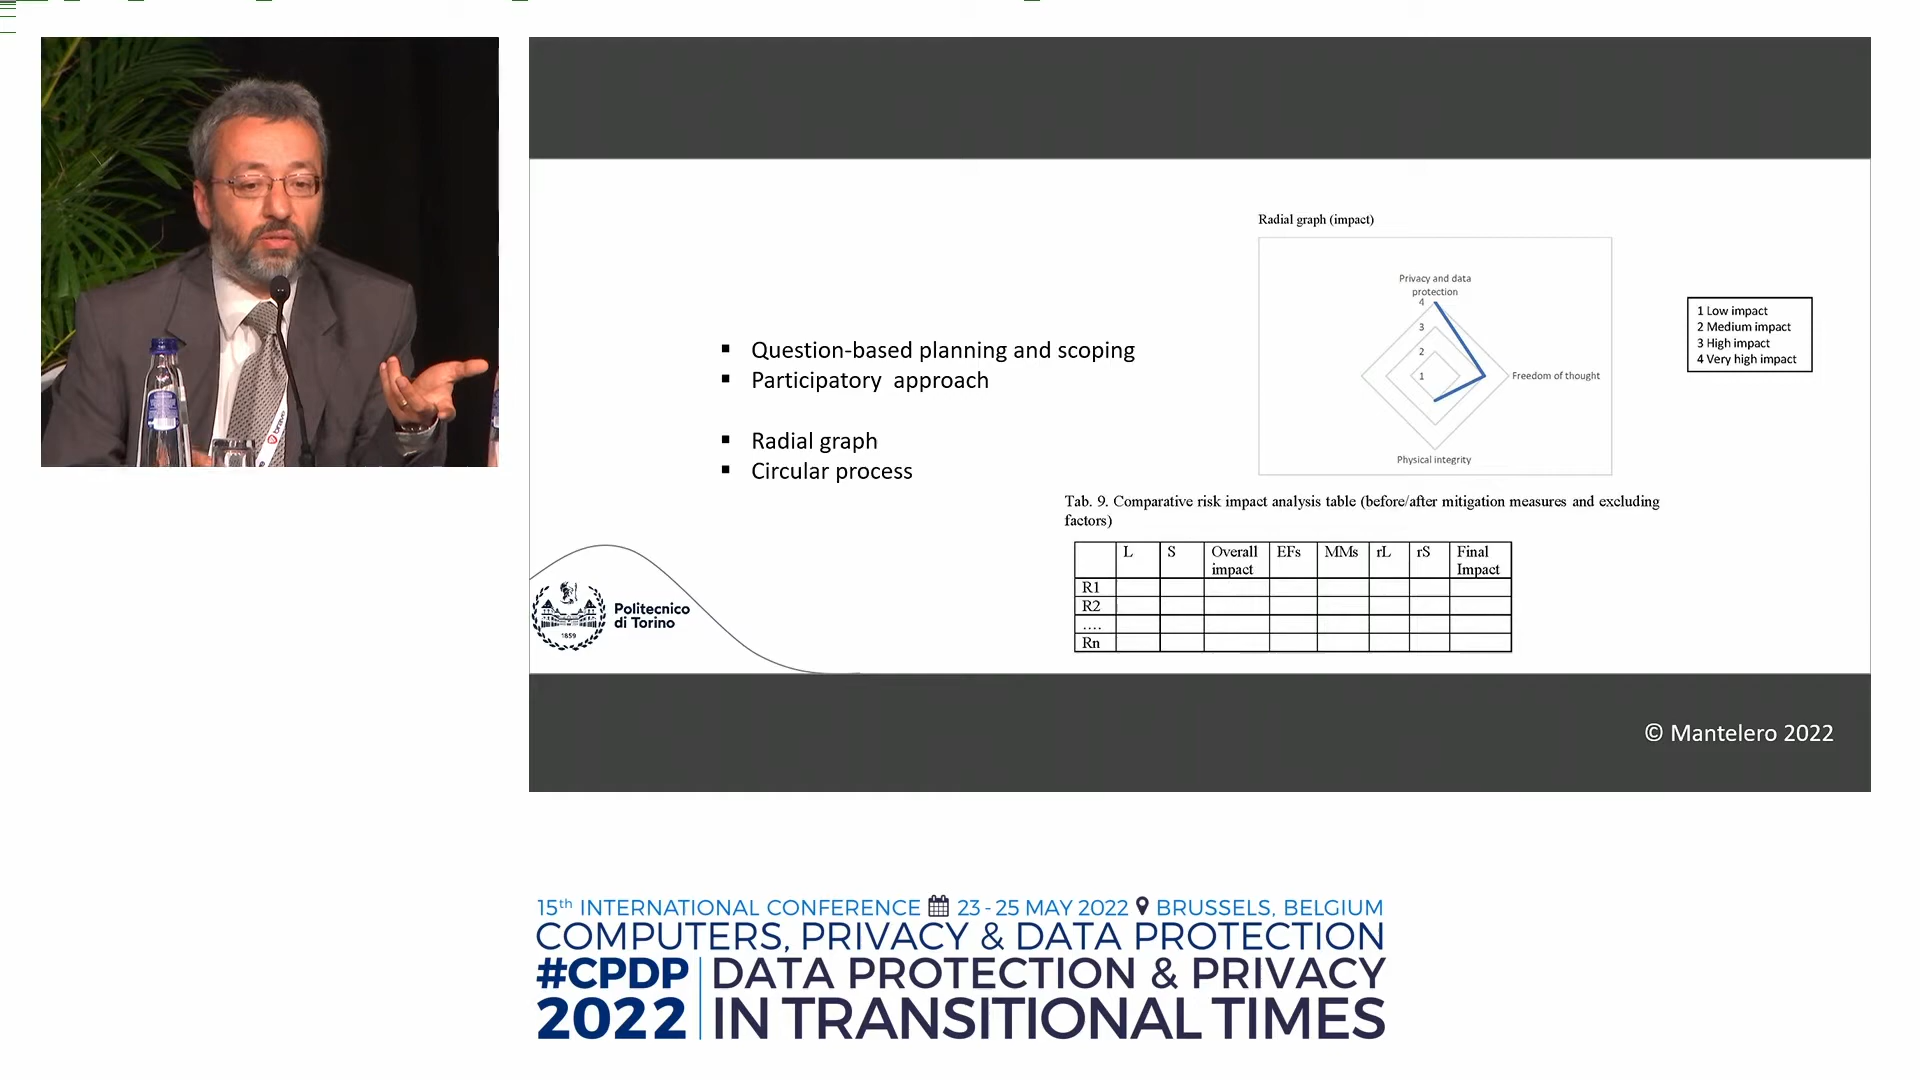 Radial graph (impact)
Privacy and data
protection
4
3
2
1
Freedom of thought
Physical integrity
1 Low impact
2 Medium impact
3 High impact
4 Very high impact
▪ Question-based planning and scoping
▪ Participatory approach
▪ Radial graph
▪ Circular process
Tab. 9. Comparative risk impact analysis table (before/after mitigation measures and excluding
factors)
L S Overall impact EFs MMs rL rS Final Impact
R1
R2
....
Rn
Politecnico
di Torino
1859
© Mantelero 2022
15th INTERNATIONAL CONFERENCE 23 - 25 MAY 2022 BRUSSELS, BELGIUM
COMPUTERS, PRIVACY & DATA PROTECTION
#CPDP DATA PROTECTION & PRIVACY
2022 IN TRANSITIONAL TIMES